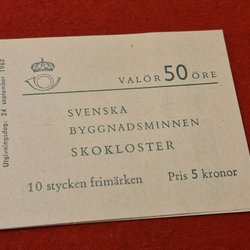 Utgivningsdag: 24 september 1962
VALÖR 50 ÖRE
SVENSKA
BYGGNADSMINNEN
SKOKLOSTER
10 stycken frimärken
Pris 5 kronor